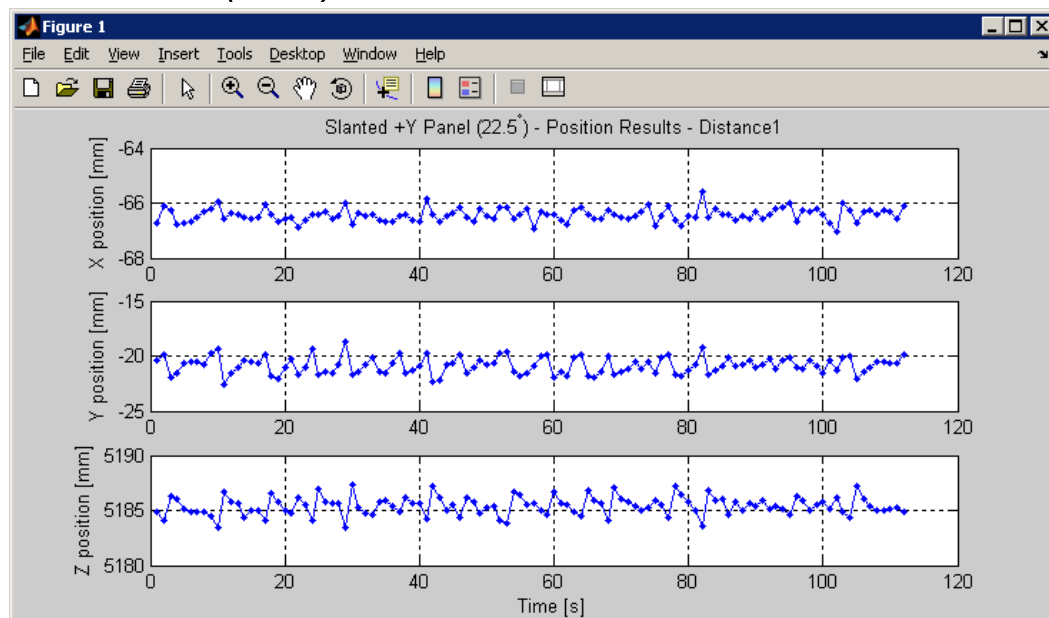 Figure 1
File Edit View Insert Tools Desktop Window Help
Slanted +Y Panel (22.5°) - Position Results - Distance1
X position [mm]
-64
-66
-68
0 20 40 60 80 100 120
Y position [mm]
-15
-20
-25
0 20 40 60 80 100 120
Z position [mm]
5190
5185
5180
0 20 40 60 80 100 120
Time [s]